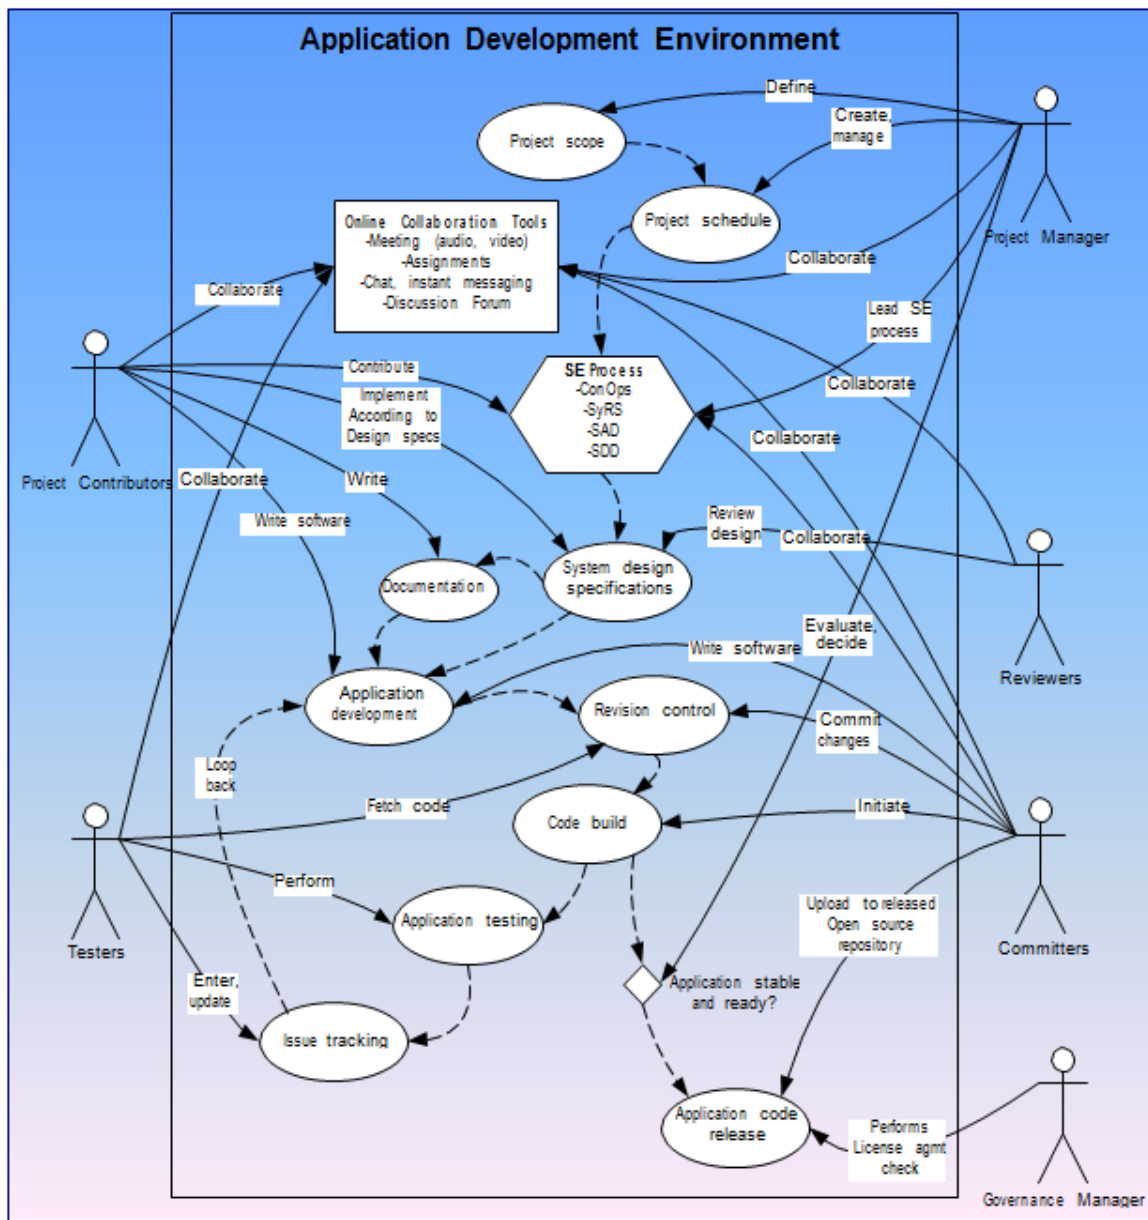 Application Development Environment
Define
Create,
manage
Project scope
Project schedule
Project Manager
Online Collaboration Tools
-Meeting (audio, video)
-Assignments
-Chat, instant messaging
-Discussion Forum
Collaborate
Collaborate
Lead SE
process
Contribute
SE Process
-ConOps
-SyRS
-SAD
-SDD
Collaborate
Implement
According to
Design specs
Collaborate
Project Contributors
Collaborate
Write
Write software
Review
design
Collaborate
System design
specifications
Documentation
Evaluate,
decide
Write software
Reviewers
Application
development
Revision control
Commit
changes
Loop
back
Fetch code
Initiate
Code build
Perform
Application testing
Upload to released
Open source
repository
Testers
Committers
Enter,
update
Application stable
and ready?
Issue tracking
Application code
release
Performs
License agmt
check
Governance Manager